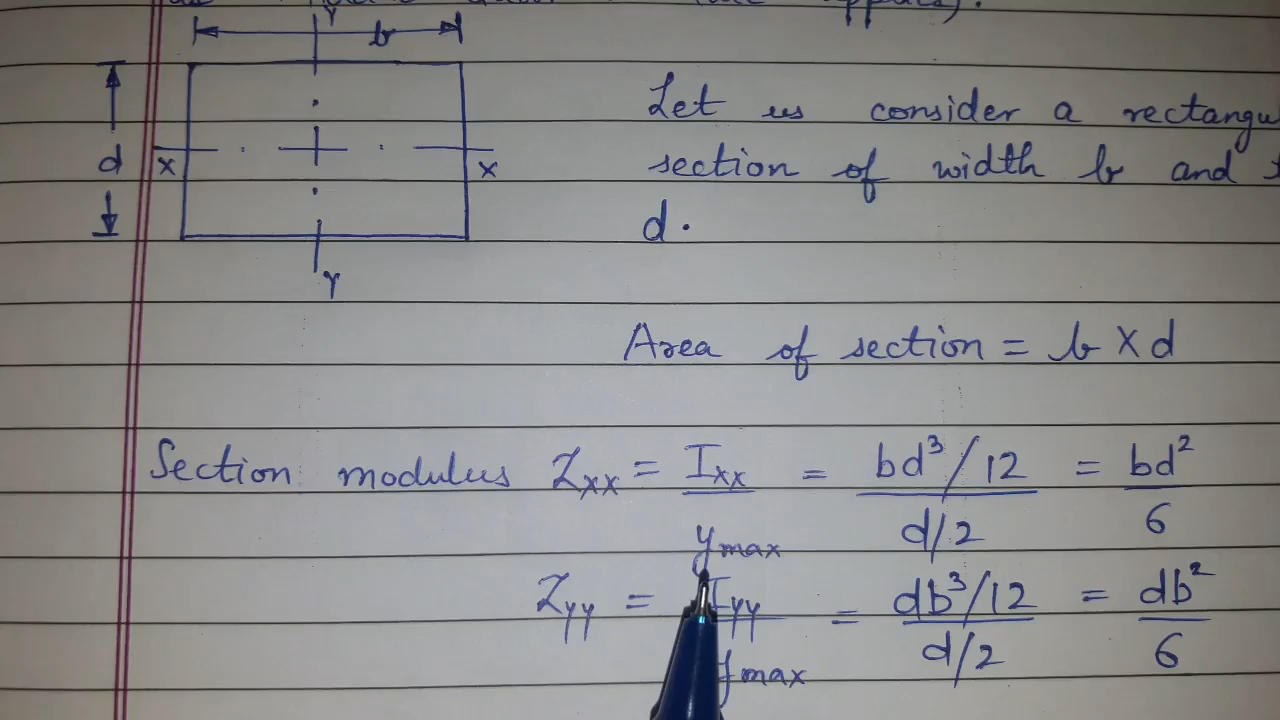 Y
b
Let us consider a rectangu
d X X section of width b and
d.
Y
Area of section = b × d
Section modulus Zxx = Ixx / ymax = bd³/12 / d/2 = bd² / 6
Zyy = Iyy / ymax = db³/12 / d/2 = db² / 6